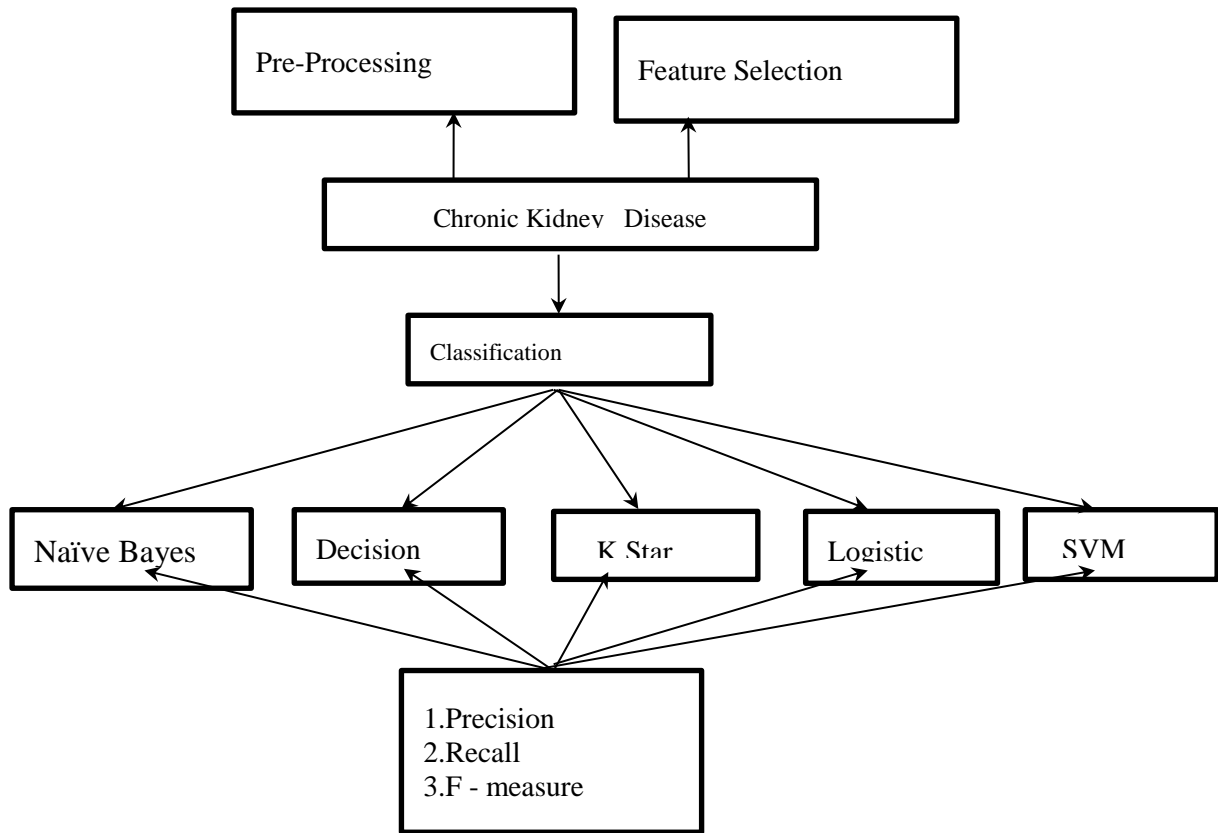 Pre-Processing
Feature Selection
Chronic Kidney Disease
Classification
Naïve Bayes
Decision
K Star
Logistic
SVM
1.Precision
2.Recall
3.F - measure